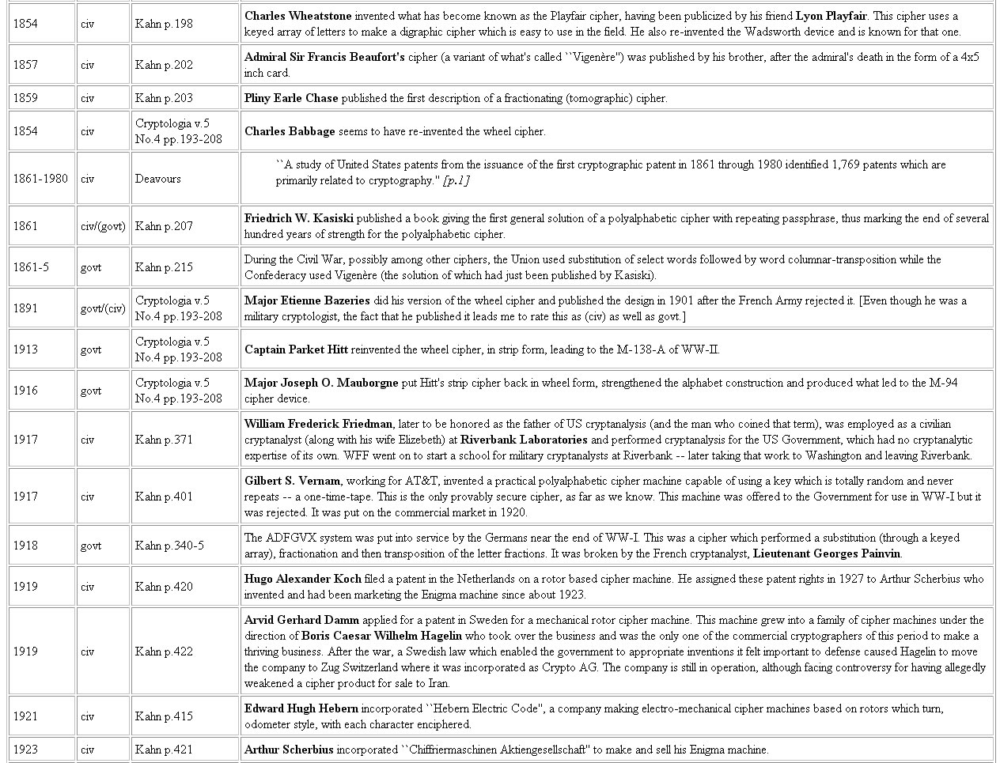 1854 civ Kahn p.198 Charles Wheatstone invented what has become known as the Playfair cipher, having been publicized by his friend Lyon Playfair. This cipher uses a
keyed array of letters to make a digraphic cipher which is easy to use in the field. He also re-invented the Wadsworth device and is known for that one.
1857 civ Kahn p.202 Admiral Sir Francis Beaufort's cipher (a variant of what's called ``Vigenère'') was published by his brother, after the admiral's death in the form of a 4x5
inch card.
1859 civ Kahn p.203 Pliny Earle Chase published the first description of a fractionating (tomographic) cipher.
1854 civ Cryptologia v.5
No.4 pp.193-208 Charles Babbage seems to have re-invented the wheel cipher.
1861-1980 civ Deavours ``A study of United States patents from the issuance of the first cryptographic patent in 1861 through 1980 identified 1,769 patents which are
primarily related to cryptography.'' [p.1]
1861 civ/(govt) Kahn p.207 Friedrich W. Kasiski published a book giving the first general solution of a polyalphabetic cipher with repeating passphrase, thus marking the end of several
hundred years of strength for the polyalphabetic cipher.
1861-5 govt Kahn p.215 During the Civil War, possibly among other ciphers, the Union used substitution of select words followed by word columnar-transposition while the
Confederacy used Vigenère (the solution of which had just been published by Kasiski).
1891 govt/(civ) Cryptologia v.5
No.4 pp.193-208 Major Etienne Bazeries did his version of the wheel cipher and published the design in 1901 after the French Army rejected it. [Even though he was a
military cryptologist, the fact that he published it leads me to rate this as (civ) as well as govt.]
1913 govt Cryptologia v.5
No.4 pp.193-208 Captain Parket Hitt reinvented the wheel cipher, in strip form, leading to the M-138-A of WW-II.
1916 govt Cryptologia v.5
No.4 pp.193-208 Major Joseph O. Mauborgne put Hitt's strip cipher back in wheel form, strengthened the alphabet construction and produced what led to the M-94
cipher device.
1917 civ Kahn p.371 William Frederick Friedman, later to be honored as the father of US cryptanalysis (and the man who coined that term), was employed as a civilian
cryptanalyst (along with his wife Elizebeth) at Riverbank Laboratories and performed cryptanalysis for the US Government, which had no cryptanalytic
expertise of its own. WFF went on to start a school for military cryptanalysts at Riverbank -- later taking that work to Washington and leaving Riverbank.
1917 civ Kahn p.401 Gilbert S. Vernam, working for AT&T, invented a practical polyalphabetic cipher machine capable of using a key which is totally random and never
repeats -- a one-time-tape. This is the only provably secure cipher, as far as we know. This machine was offered to the Government for use in WW-I but it
was rejected. It was put on the commercial market in 1920.
1918 govt Kahn p.340-5 The ADFGVX system was put into service by the Germans near the end of WW-I. This was a cipher which performed a substitution (through a keyed
array), fractionation and then transposition of the letter fractions. It was broken by the French cryptanalyst, Lieutenant Georges Painvin.
1919 civ Kahn p.420 Hugo Alexander Koch filed a patent in the Netherlands on a rotor based cipher machine. He assigned these patent rights in 1927 to Arthur Scherbius who
invented and had been marketing the Enigma machine since about 1923.
1919 civ Kahn p.422 Arvid Gerhard Damm applied for a patent in Sweden for a mechanical rotor cipher machine. This machine grew into a family of cipher machines under the
direction of Boris Caesar Wilhelm Hagelin who took over the business and was the only one of the commercial cryptographers of this period to make a
thriving business. After the war, a Swedish law which enabled the government to appropriate inventions it felt important to defense caused Hagelin to move
the company to Zug Switzerland where it was incorporated as Crypto AG. The company is still in operation, although facing controversy for having allegedly
weakened a cipher product for sale to Iran.
1921 civ Kahn p.415 Edward Hugh Hebern incorporated ``Hebern Electric Code'', a company making electro-mechanical cipher machines based on rotors which turn,
odometer style, with each character enciphered.
1923 civ Kahn p.421 Arthur Scherbius incorporated ``Chiffriermaschinen Aktiengesellschaft'' to make and sell his Enigma machine.